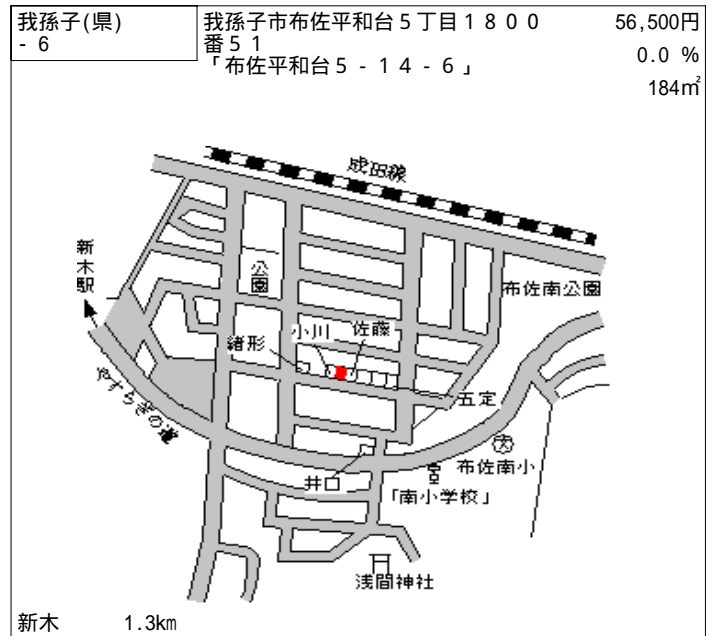 我孫子(県)
- 6
我孫子市布佐平和台５丁目１８００
番５１
「布佐平和台５ - １４ - ６」
56,500円
0.0 %
184㎡
成田線
新木駅
公園
布佐南公園
小川
佐藤
緒形
五定
やすらぎの道
布佐南小
井口
「南小学校」
浅間神社
新木 1.3km